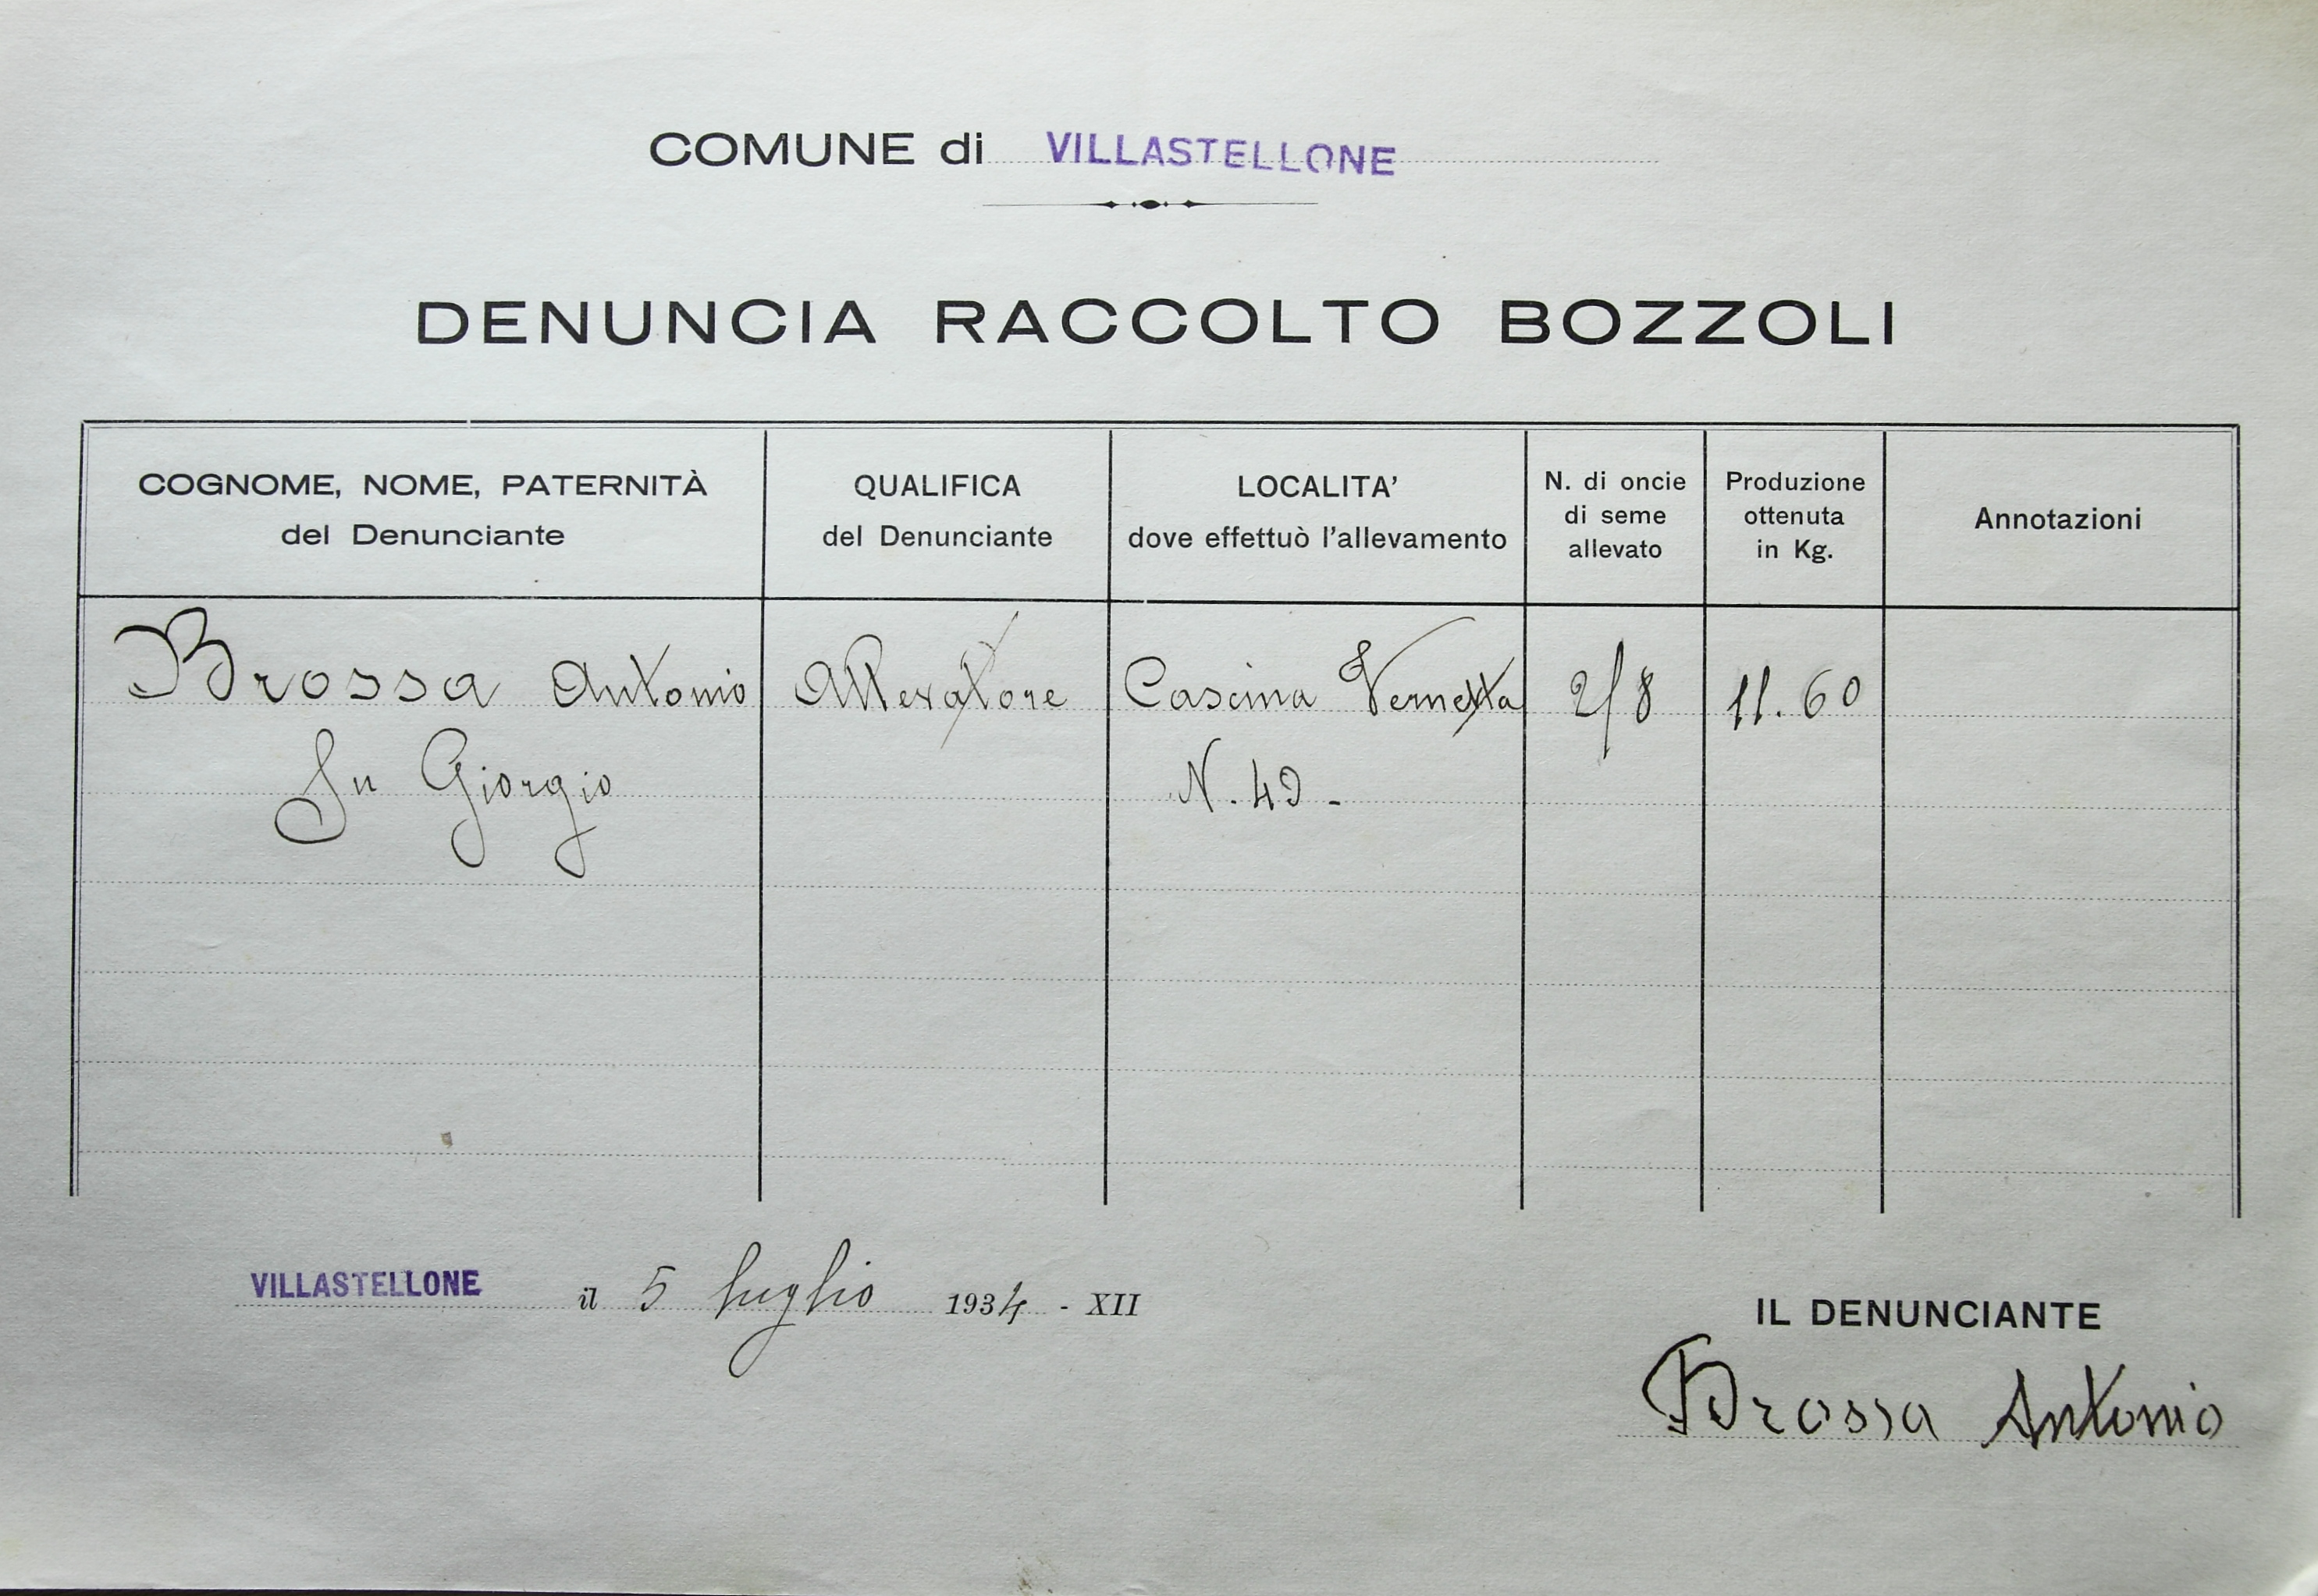 COMUNE di VILLASTELLONE
DENUNCIA RACCOLTO BOZZOLI
COGNOME, NOME, PATERNITÀ
del Denunciante
QUALIFICA
del Denunciante
LOCALITA'
dove effettuò l'allevamento
N. di oncie
di seme
allevato
Produzione
ottenuta
in Kg.
Annotazioni
Brossa Antonio Allevatore Cascina Vernetta 2/8 11.60
fu Giorgio N. 49 -
VILLASTELLONE il 5 luglio 1934 - XII
IL DENUNCIANTE
Brossa Antonio